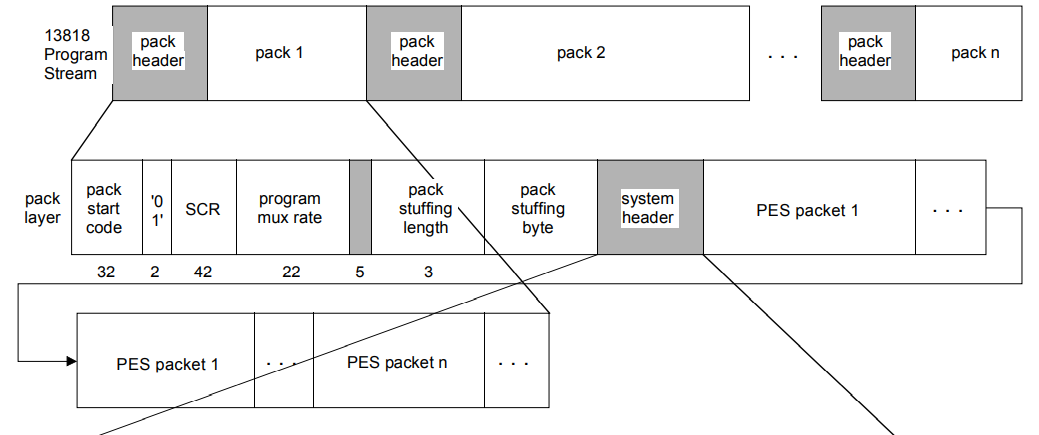 13818
Program
Stream
pack
header
pack 1
pack
header
pack 2
. . .
pack
header
pack n
pack
layer
pack
start
code
'0
1'
SCR
program
mux rate
pack
stuffing
length
pack
stuffing
byte
system
header
PES packet 1
. . .
32
2
42
22
5
3
PES packet 1
. . .
PES packet n
. . .